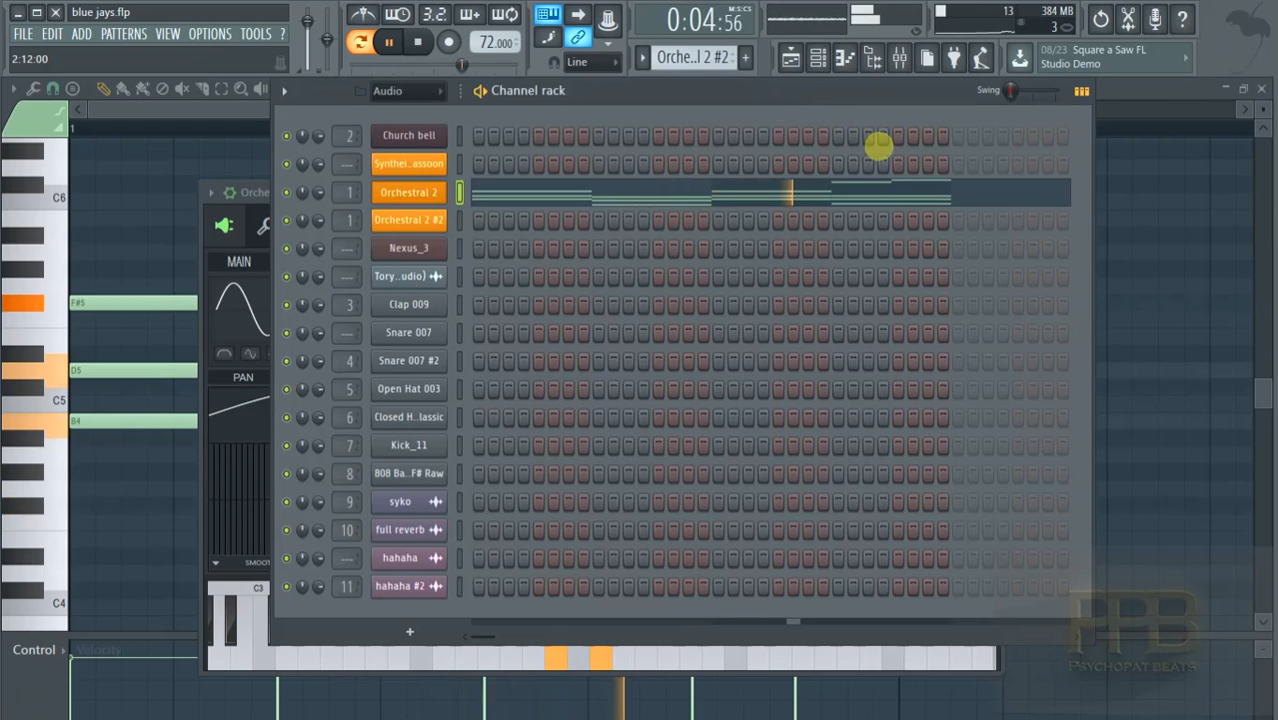 blue jays.flp
FILE EDIT ADD PATTERNS VIEW OPTIONS TOOLS ?
2:12:00
3.2
72.000
Line
0:04:56
M:S:CS
Orche..l 2 #2
13
384 MB
3
08/23 Square a Saw FL
Studio Demo
Audio
Channel rack
Swing
1
2 Church bell
--- Synthei..assoon
1 Orchestral 2
1 Orchestral 2 #2
--- Nexus_3
--- Tory..udio)
3 Clap 009
--- Snare 007
4 Snare 007 #2
5 Open Hat 003
6 Closed H..lassic
7 Kick_11
8 808 Ba..F# Raw
9 syko
10 full reverb
--- hahaha
11 hahaha #2
Orche
MAIN
PAN
SMOO
C3
C6
F#5
D5
C5
B4
C4
Control
Velocity
PPB
PSYCHOPAT BEATS